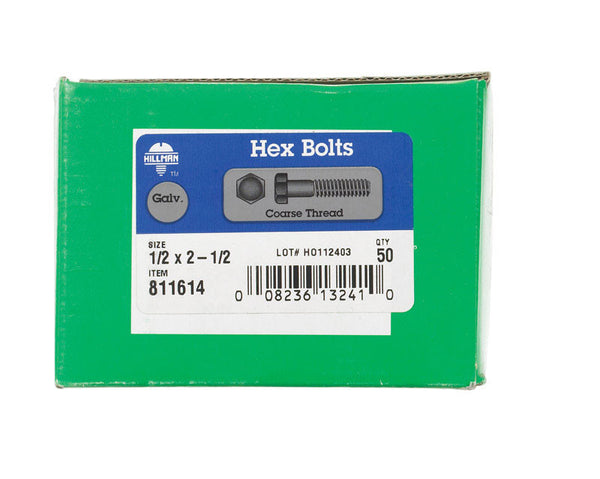 Hex Bolts
HILLMAN
TM
Galv.
Coarse Thread
SIZE
1/2 x 2-1/2
LOT# HO112403
QTY
50
ITEM
811614
0 08236 13241 0